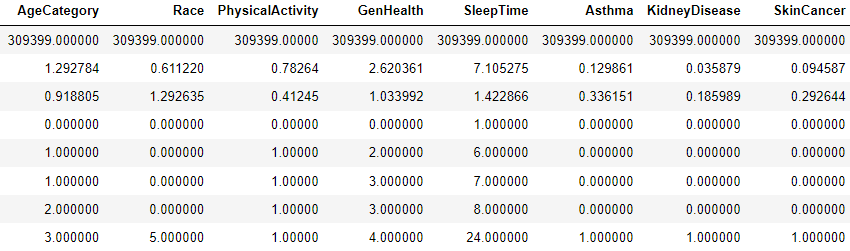 AgeCategory Race PhysicalActivity GenHealth SleepTime Asthma KidneyDisease SkinCancer
309399.000000 309399.000000 309399.00000 309399.000000 309399.000000 309399.000000 309399.000000 309399.000000
1.292784 0.611220 0.78264 2.620361 7.105275 0.129861 0.035879 0.094587
0.918805 1.292635 0.41245 1.033992 1.422866 0.336151 0.185989 0.292644
0.000000 0.000000 0.00000 0.000000 1.000000 0.000000 0.000000 0.000000
1.000000 0.000000 1.00000 2.000000 6.000000 0.000000 0.000000 0.000000
1.000000 0.000000 1.00000 3.000000 7.000000 0.000000 0.000000 0.000000
2.000000 0.000000 1.00000 3.000000 8.000000 0.000000 0.000000 0.000000
3.000000 5.000000 1.00000 4.000000 24.000000 1.000000 1.000000 1.000000